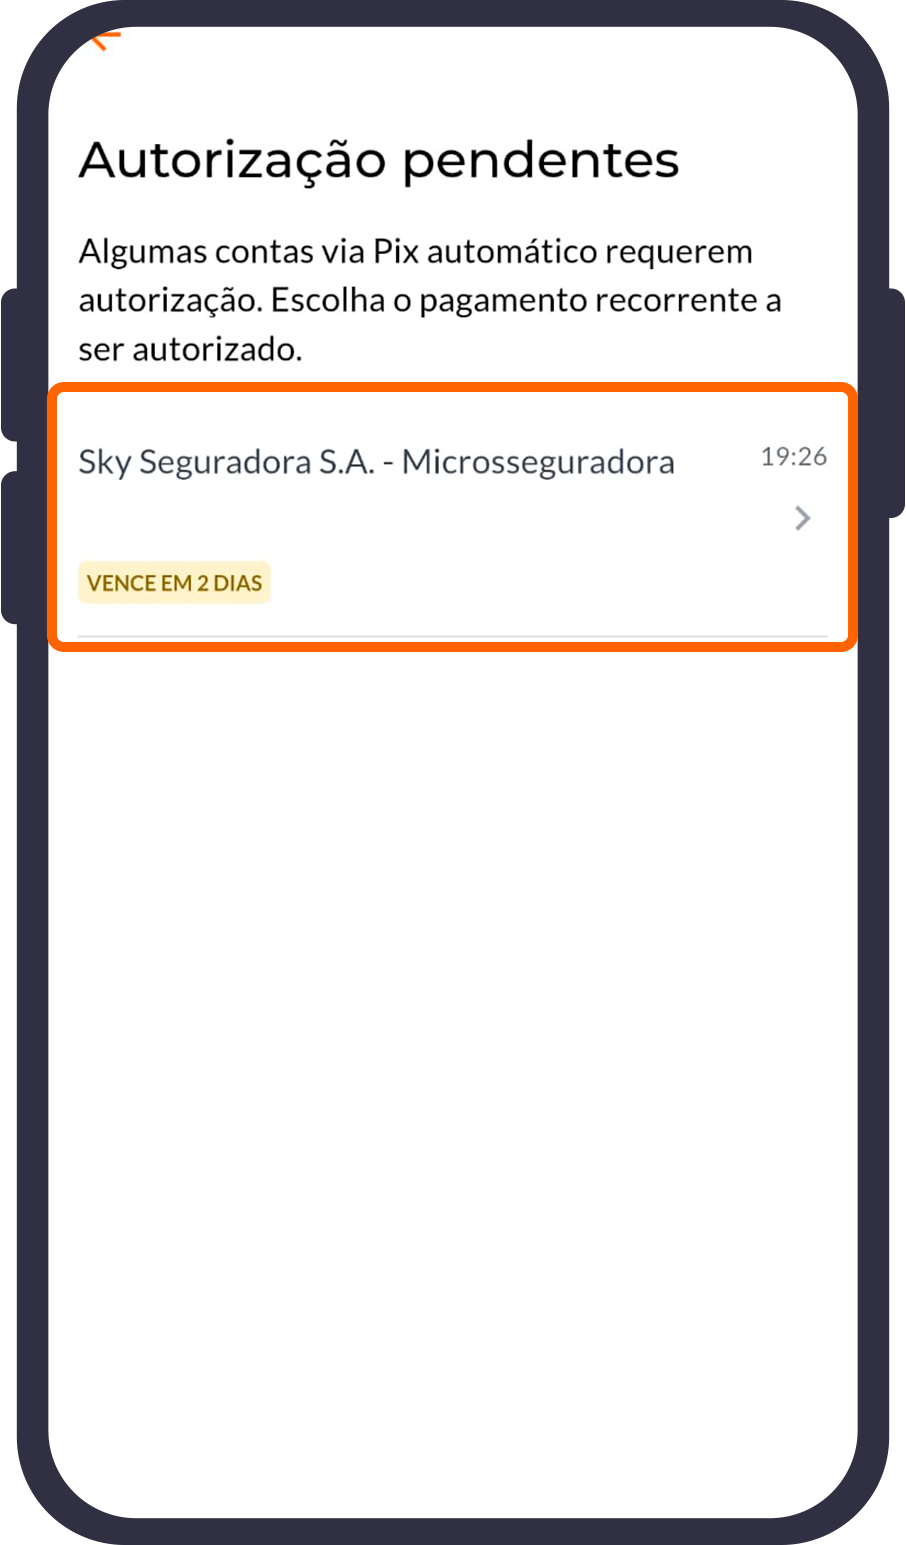 Autorização pendentes
Algumas contas via Pix automático requerem
autorização. Escolha o pagamento recorrente a
ser autorizado.
Sky Seguradora S.A. - Microsseguradora
19:26
VENCE EM 2 DIAS